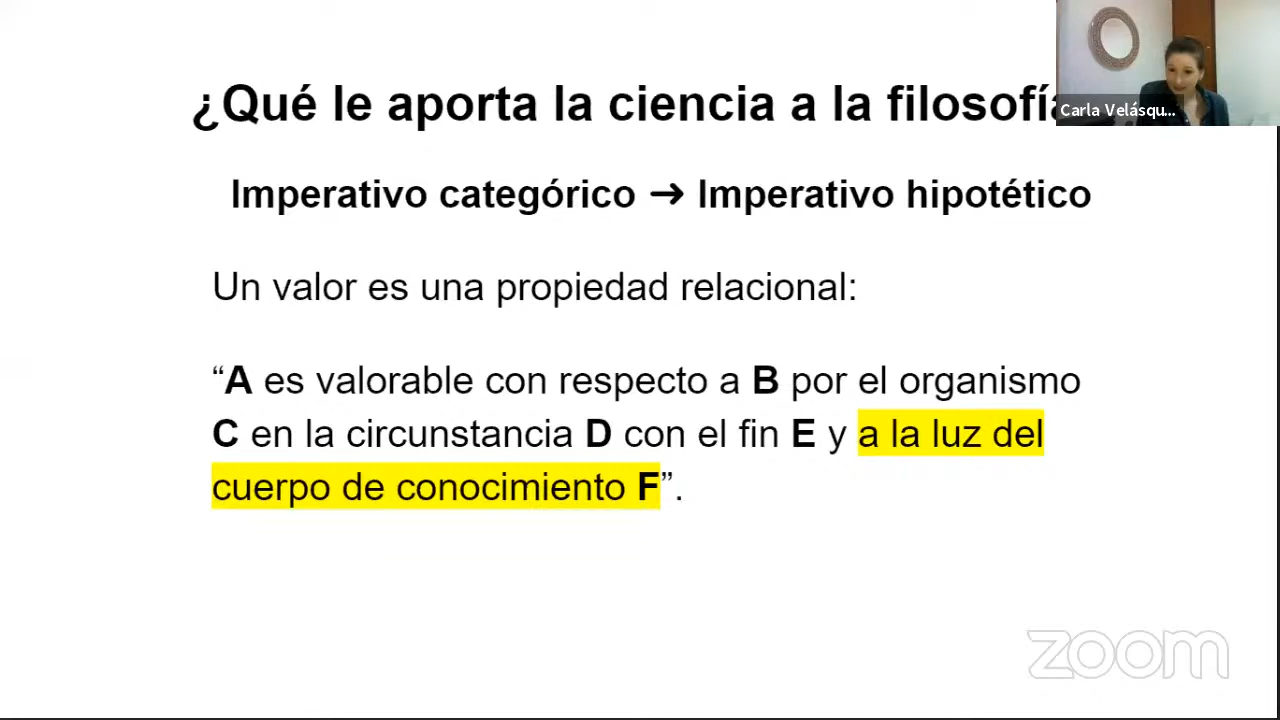 ¿Qué le aporta la ciencia a la filosofía
Carla Velásqu...
Imperativo categórico ➜ Imperativo hipotético
Un valor es una propiedad relacional:
“A es valorable con respecto a B por el organismo
C en la circunstancia D con el fin E y a la luz del
cuerpo de conocimiento F”.
zoom